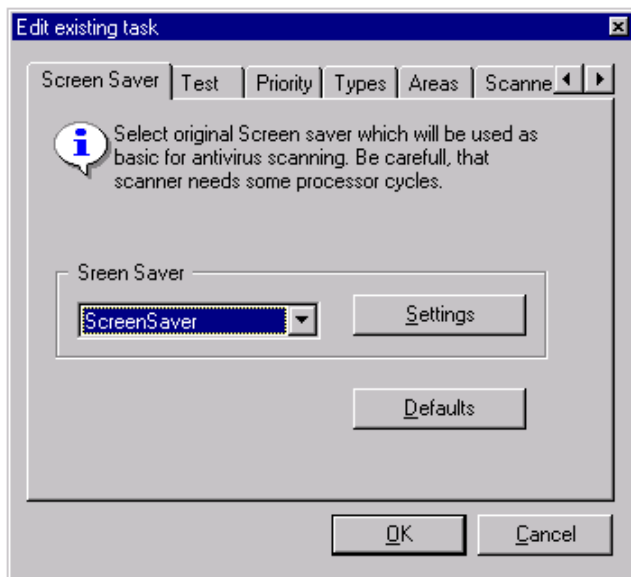 Edit existing task
Screen Saver Test Priority Types Areas Scanne
Select original Screen saver which will be used as
basic for antivirus scanning. Be carefull, that
scanner needs some processor cycles.
Sreen Saver
ScreenSaver Settings
Defaults
OK Cancel